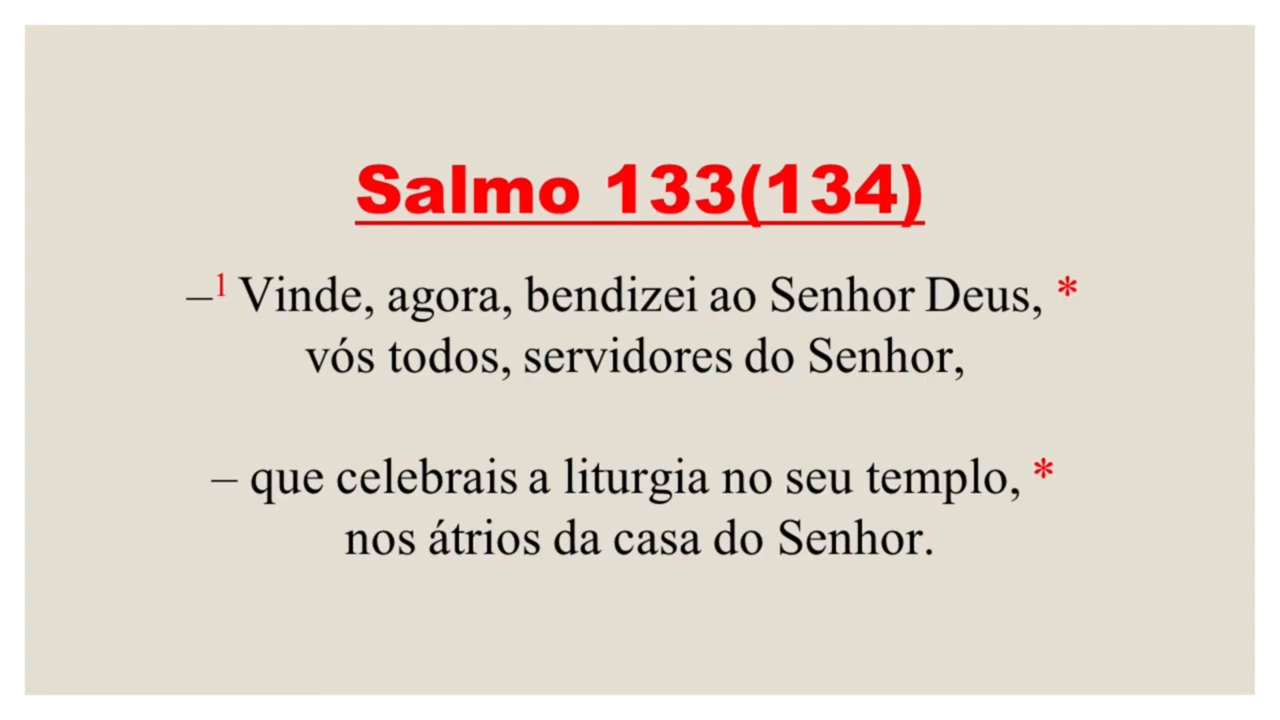 Salmo 133(134)
–¹ Vinde, agora, bendizei ao Senhor Deus, *
vós todos, servidores do Senhor,
– que celebrais a liturgia no seu templo, *
nos átrios da casa do Senhor.